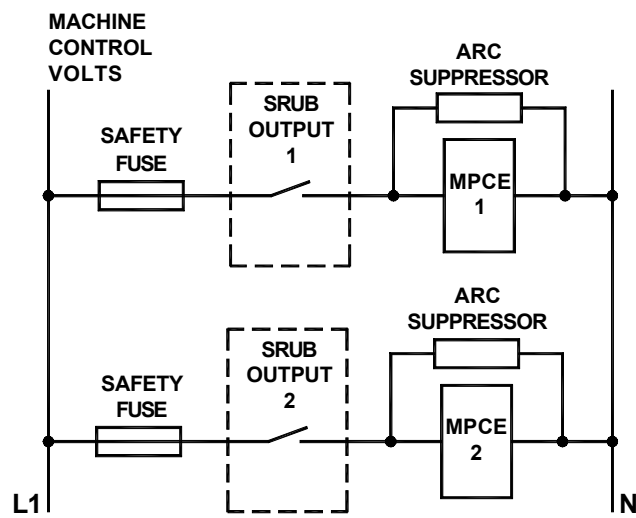 MACHINE
CONTROL
VOLTS
ARC
SUPPRESSOR
SAFETY
FUSE
SRUB
OUTPUT
1
MPCE
1
ARC
SUPPRESSOR
SAFETY
FUSE
SRUB
OUTPUT
2
MPCE
2
L1
N